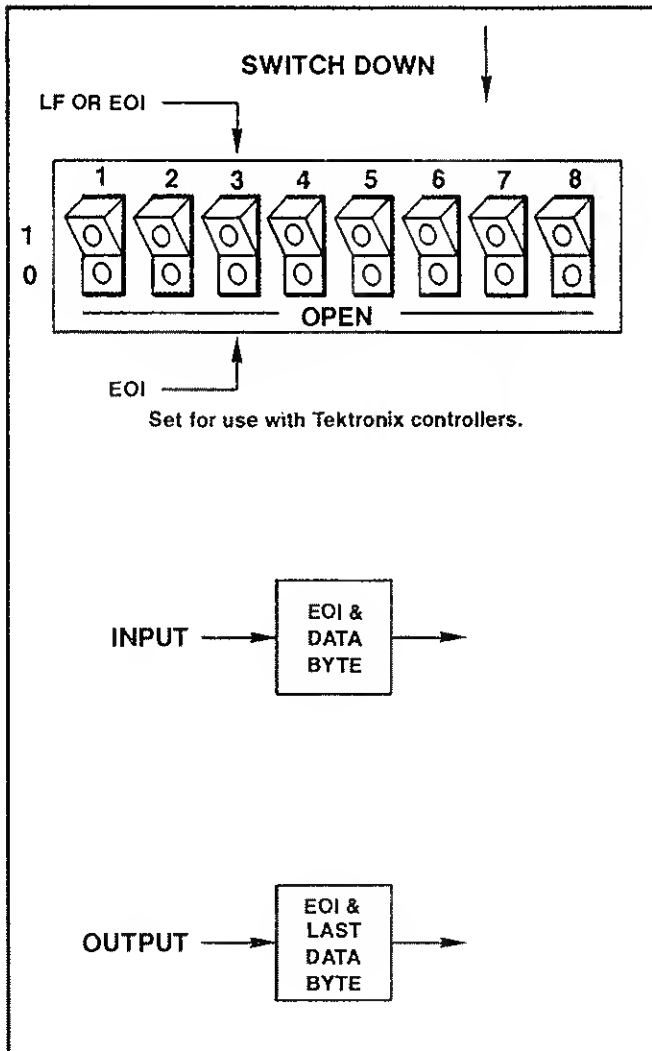 SWITCH DOWN
LF OR EOI
1 2 3 4 5 6 7 8
1
0
OPEN
EOI
Set for use with Tektronix controllers.
INPUT
EOI &
DATA
BYTE
OUTPUT
EOI &
LAST
DATA
BYTE